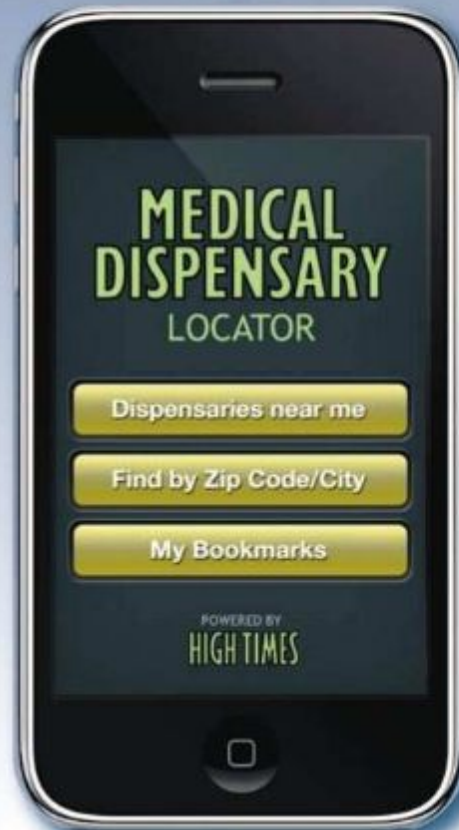 MEDICAL
DISPENSARY
LOCATOR
Dispensaries near me
Find by Zip Code/City
My Bookmarks
POWERED BY
HIGH TIMES